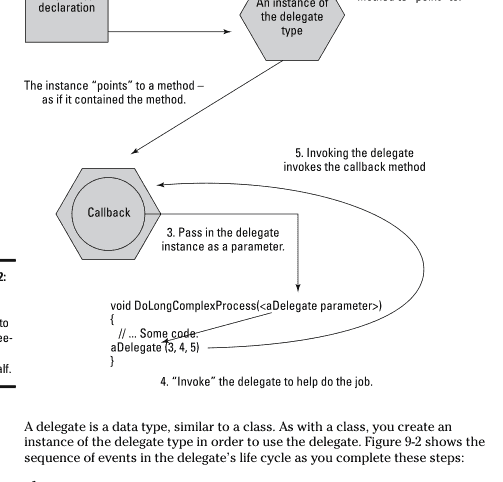 declaration
An instance of
the delegate
type
The instance “points” to a method –
as if it contained the method.
5. Invoking the delegate
invokes the callback method
Callback
3. Pass in the delegate
instance as a parameter.
2:
to
ee-
alf.
void DoLongComplexProcess(<aDelegate parameter>)
{
// ... Some code.
aDelegate (3, 4, 5)
}
4. “Invoke” the delegate to help do the job.
A delegate is a data type, similar to a class. As with a class, you create an
instance of the delegate type in order to use the delegate. Figure 9-2 shows the
sequence of events in the delegate’s life cycle as you complete these steps: